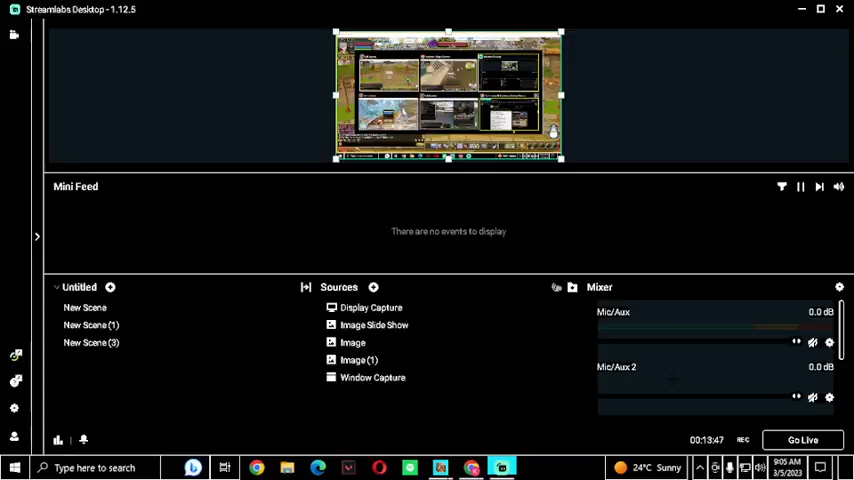 Streamlabs Desktop - 1.12.5
Mini Feed
There are no events to display
Untitled
New Scene
New Scene (1)
New Scene (3)
Sources
Display Capture
Image Slide Show
Image
Image (1)
Window Capture
Mixer
Mic/Aux 0.0 dB
Mic/Aux 2 0.0 dB
00:13:47 REC Go Live
Type here to search
24°C Sunny
9:05 AM
3/5/2023